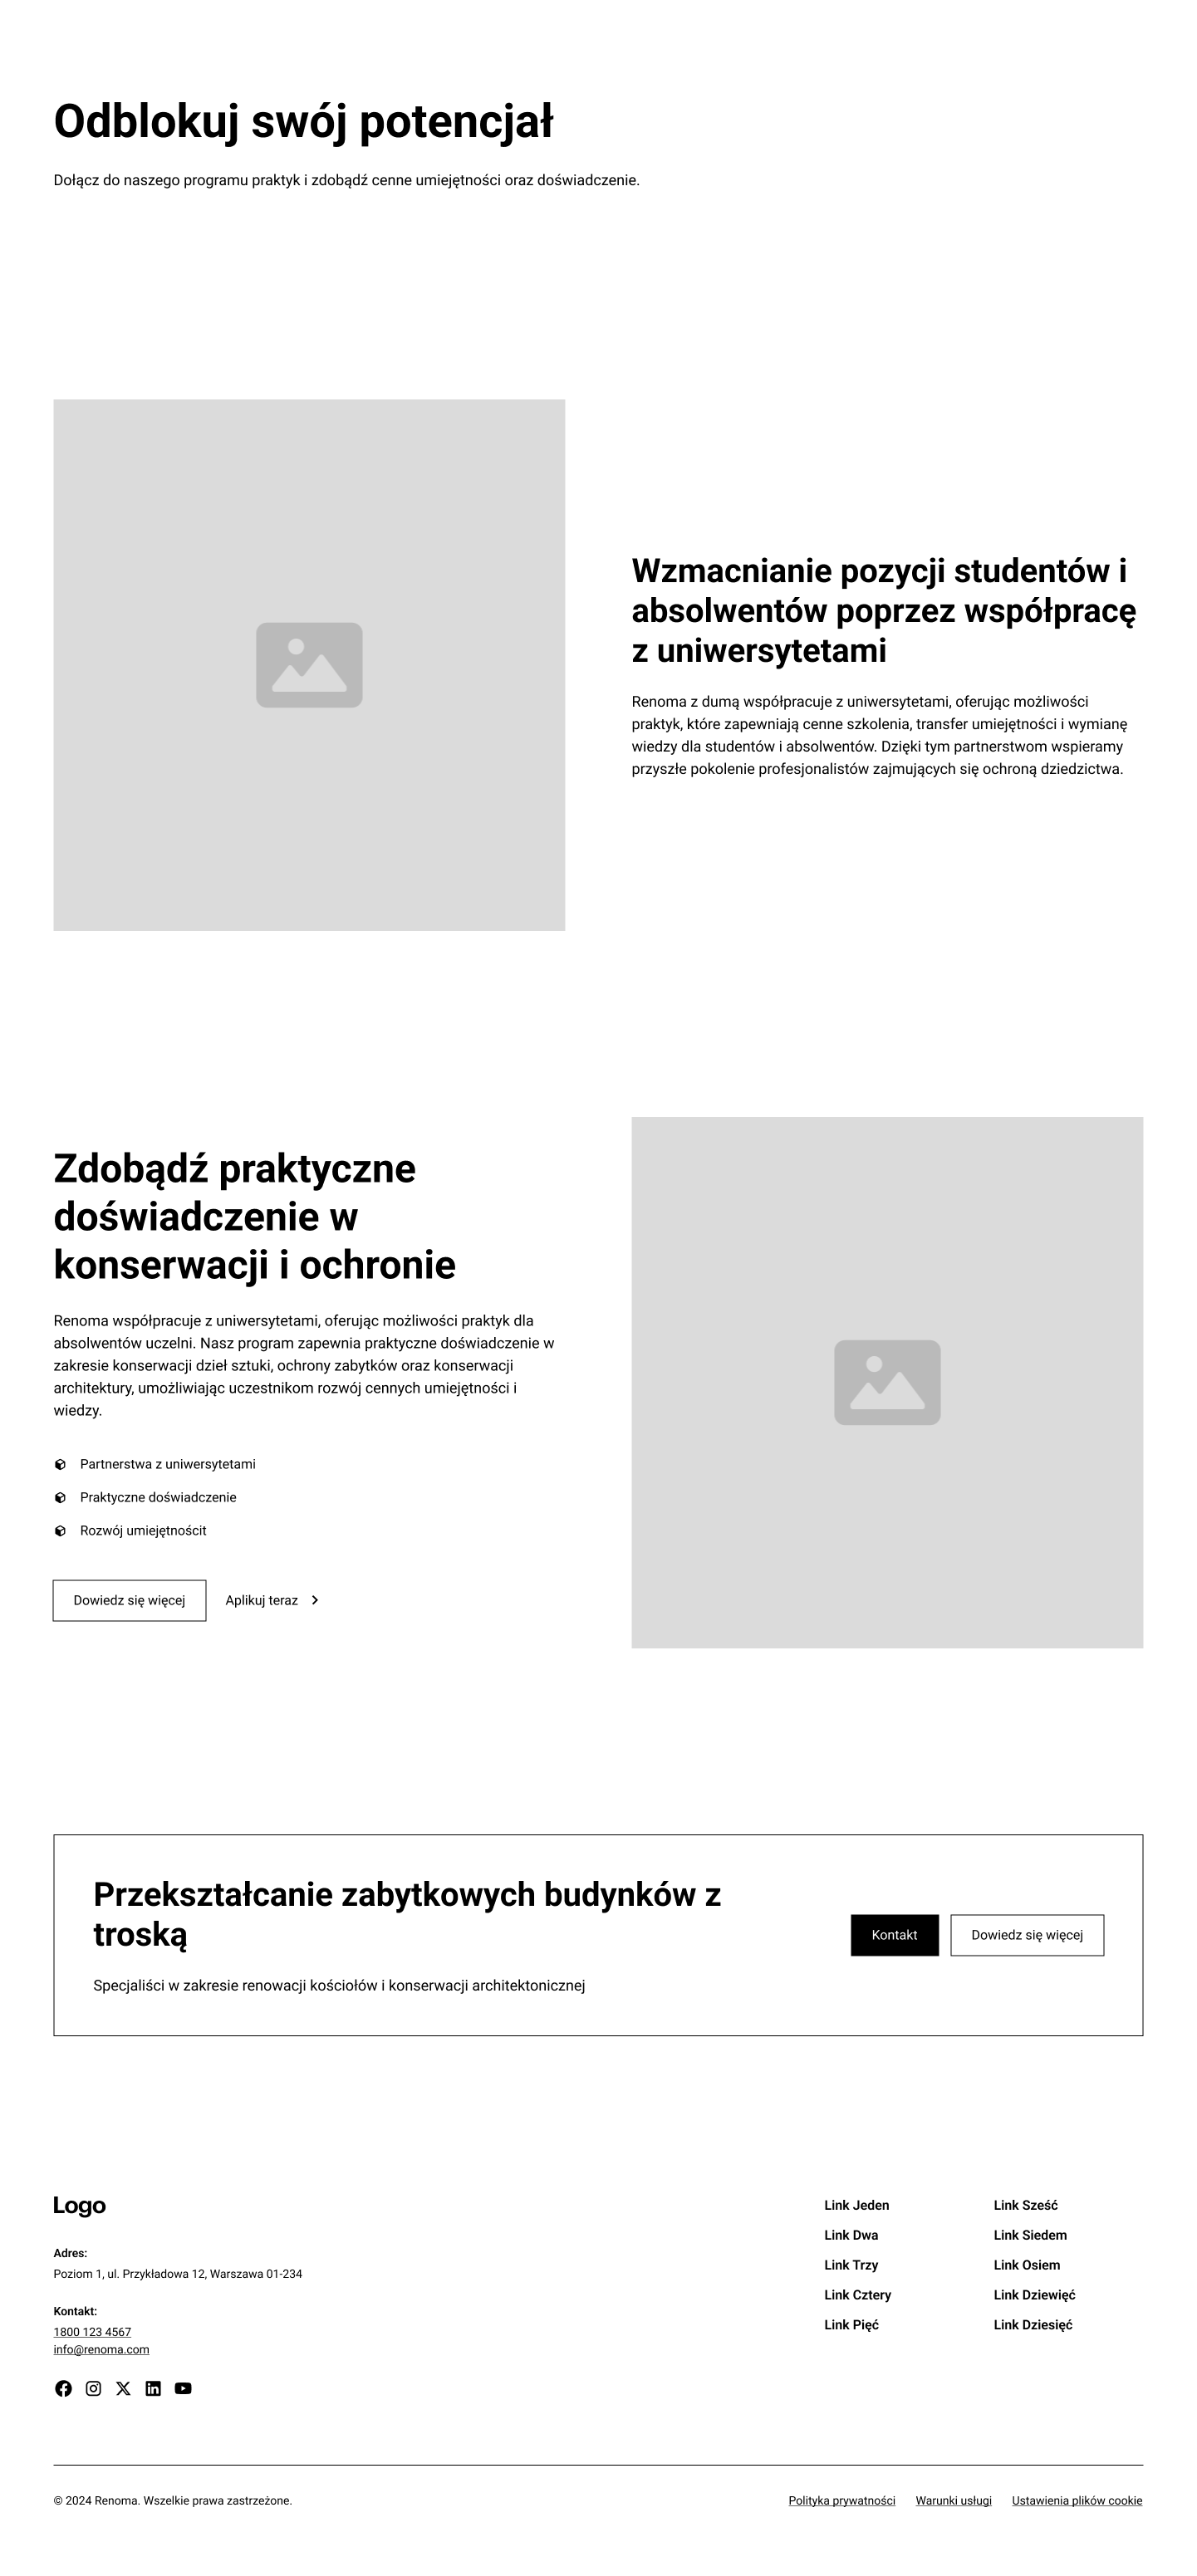 Odblokuj swój potencjał
Dołącz do naszego programu praktyk i zdobądź cenne umiejętności oraz doświadczenie.
Wzmacnianie pozycji studentów i
absolwentów poprzez współpracę
z uniwersytetami
Renoma z dumą współpracuje z uniwersytetami, oferując możliwości
praktyk, które zapewniają cenne szkolenia, transfer umiejętności i wymianę
wiedzy dla studentów i absolwentów. Dzięki tym partnerstwom wspieramy
przyszłe pokolenie profesjonalistów zajmujących się ochroną dziedzictwa.
Zdobądź praktyczne
doświadczenie w
konserwacji i ochronie
Renoma współpracuje z uniwersytetami, oferując możliwości praktyk dla
absolwentów uczelni. Nasz program zapewnia praktyczne doświadczenie w
zakresie konserwacji dzieł sztuki, ochrony zabytków oraz konserwacji
architektury, umożliwiając uczestnikom rozwój cennych umiejętności i
wiedzy.
Partnerstwa z uniwersytetami
Praktyczne doświadczenie
Rozwój umiejętnościt
Dowiedz się więcej
Aplikuj teraz
Przekształcanie zabytkowych budynków z
troską
Specjaliści w zakresie renowacji kościołów i konserwacji architektonicznej
Kontakt
Dowiedz się więcej
Logo
Adres:
Poziom 1, ul. Przykładowa 12, Warszawa 01-234
Kontakt:
1800 123 4567
info@renoma.com
Link Jeden
Link Dwa
Link Trzy
Link Cztery
Link Pięć
Link Sześć
Link Siedem
Link Osiem
Link Dziewięć
Link Dziesięć
© 2024 Renoma. Wszelkie prawa zastrzeżone.
Polityka prywatności
Warunki usługi
Ustawienia plików cookie